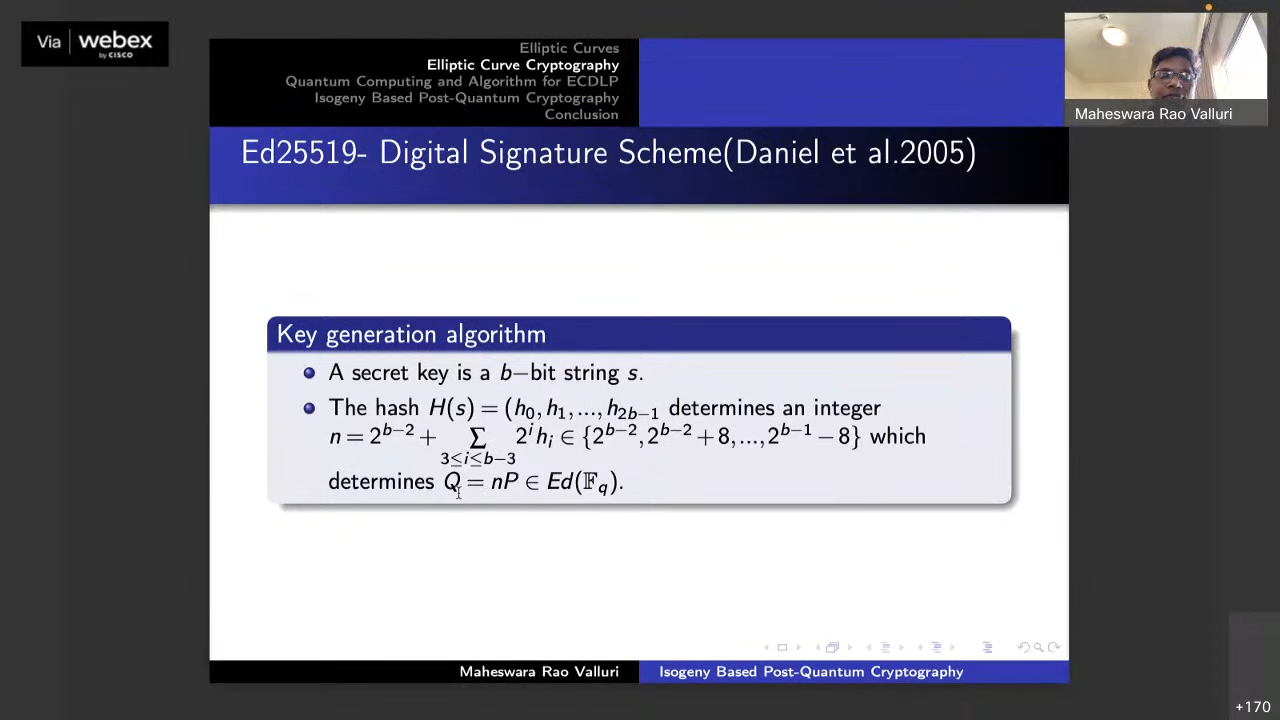 Via webex
by CISCO
Elliptic Curves
Elliptic Curve Cryptography
Quantum Computing and Algorithm for ECDLP
Isogeny Based Post-Quantum Cryptography
Conclusion
Maheswara Rao Valluri
Ed25519- Digital Signature Scheme(Daniel et al.2005)
Key generation algorithm
A secret key is a b−bit string s.
The hash H(s) = (h₀, h₁, ..., h₂b₋₁ determines an integer
n = 2^{b−2} + Σ_{3≤i≤b−3} 2^i h_i ∈ {2^{b−2}, 2^{b−2} + 8, ..., 2^{b−1} − 8} which
determines Q = nP ∈ Ed(𝔽_q).
Maheswara Rao Valluri Isogeny Based Post-Quantum Cryptography
+170